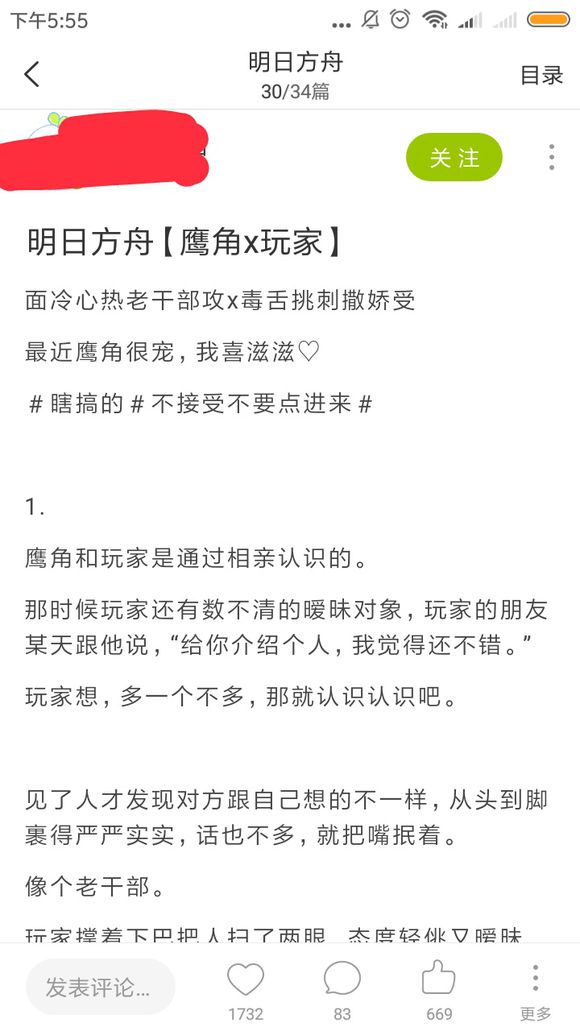 下午5:55
明日方舟
30/34篇
目录
关注
明日方舟【鹰角x玩家】
面冷心热老干部攻x毒舌挑刺撒娇受
最近鹰角很宠，我喜滋滋♡
#瞎搞的#不接受不要点进来#
1.
鹰角和玩家是通过相亲认识的。
那时候玩家还有数不清的暧昧对象，玩家的朋友
某天跟他说，“给你介绍个人，我觉得还不错。”
玩家想，多一个不多，那就认识认识吧。
见了人才发现对方跟自己想的不一样，从头到脚
裹得严严实实，话也不多，就把嘴抿着。
像个老干部。
玩家撑着下巴把人扫了两眼，态度轻佻又暧昧
发表评论...
1732
83
669
更多